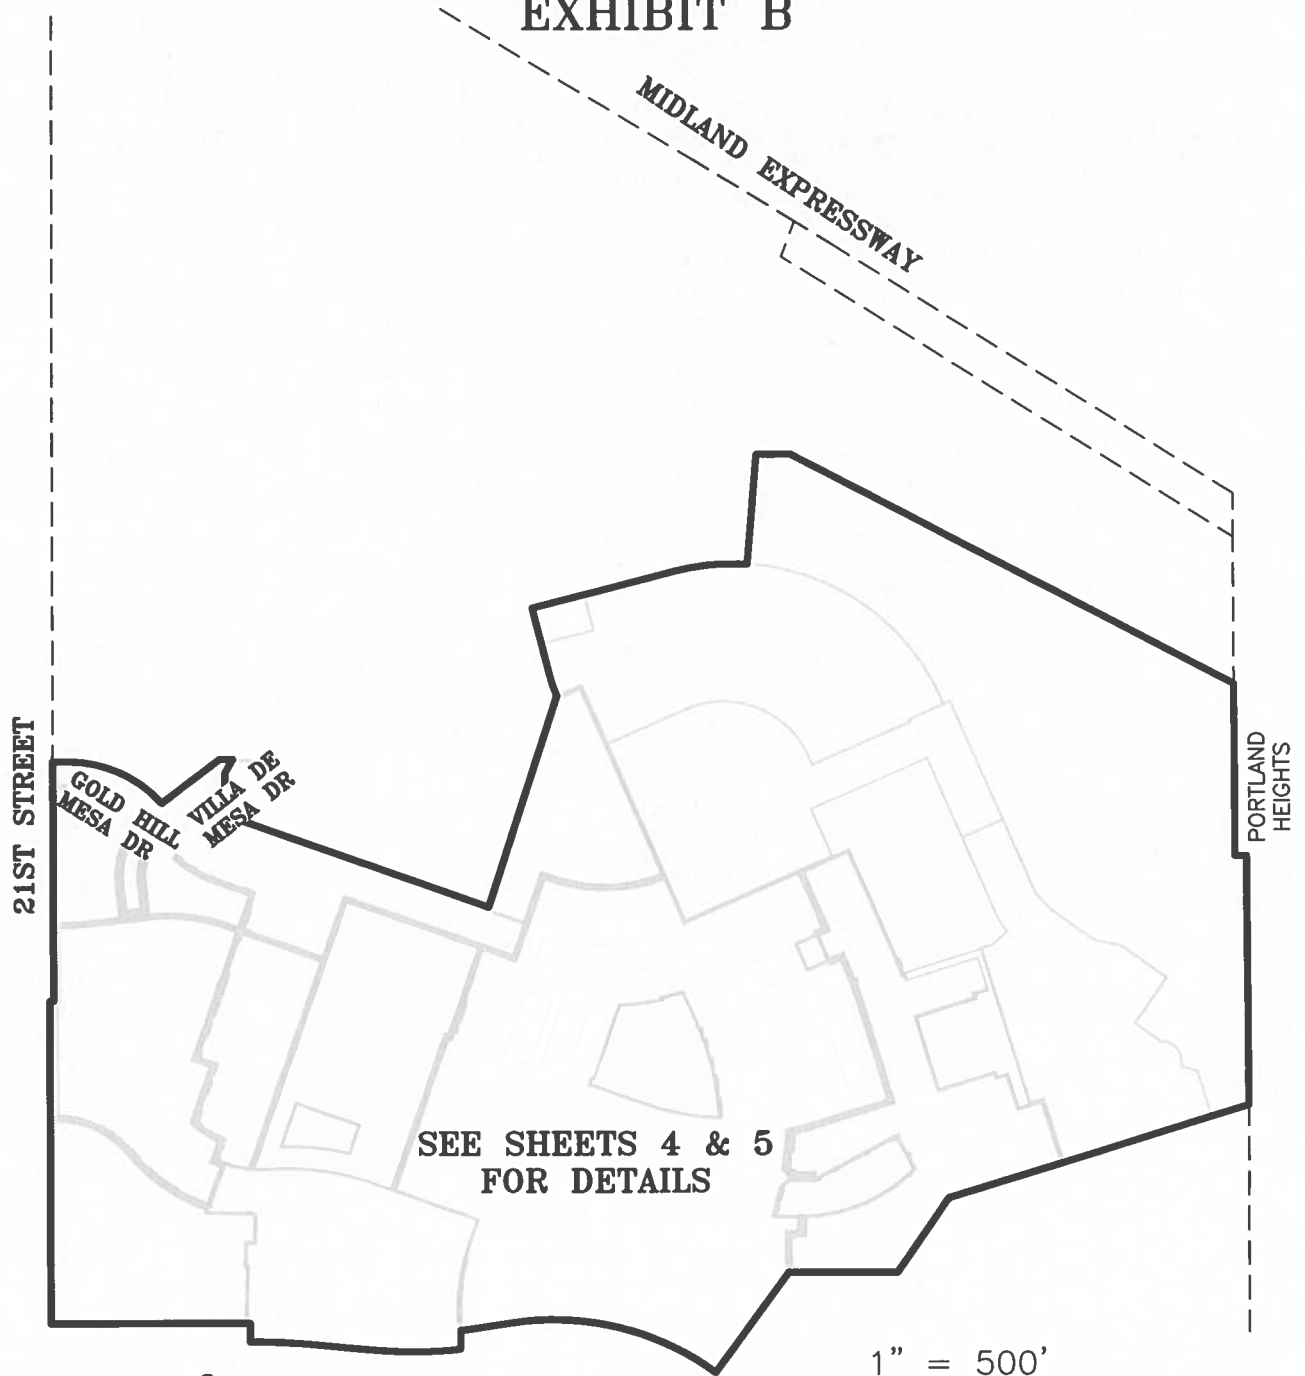 EXHIBIT B
MIDLAND EXPRESSWAY
21ST STREET
GOLD HILL
MESA DR
VILLA DE
MESA DR
PORTLAND
HEIGHTS
SEE SHEETS 4 & 5
FOR DETAILS
1" = 500'